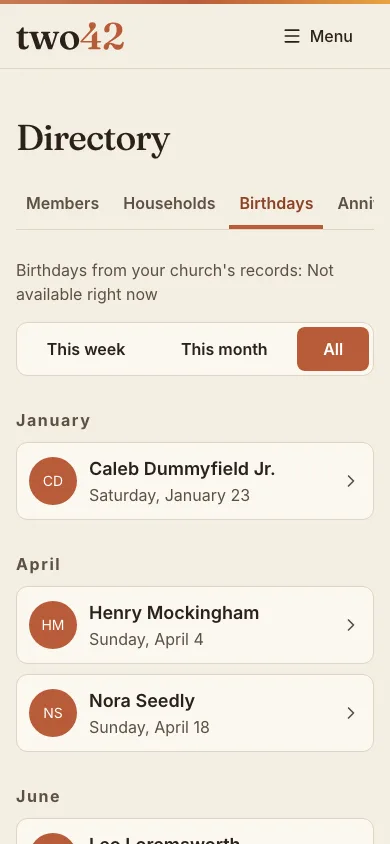 two42
Menu
Directory
Members Households Birthdays Anni
Birthdays from your church's records: Not
available right now
This week This month All
January
CD
Caleb Dummyfield Jr.
Saturday, January 23
April
HM
Henry Mockingham
Sunday, April 4
NS
Nora Seedly
Sunday, April 18
June